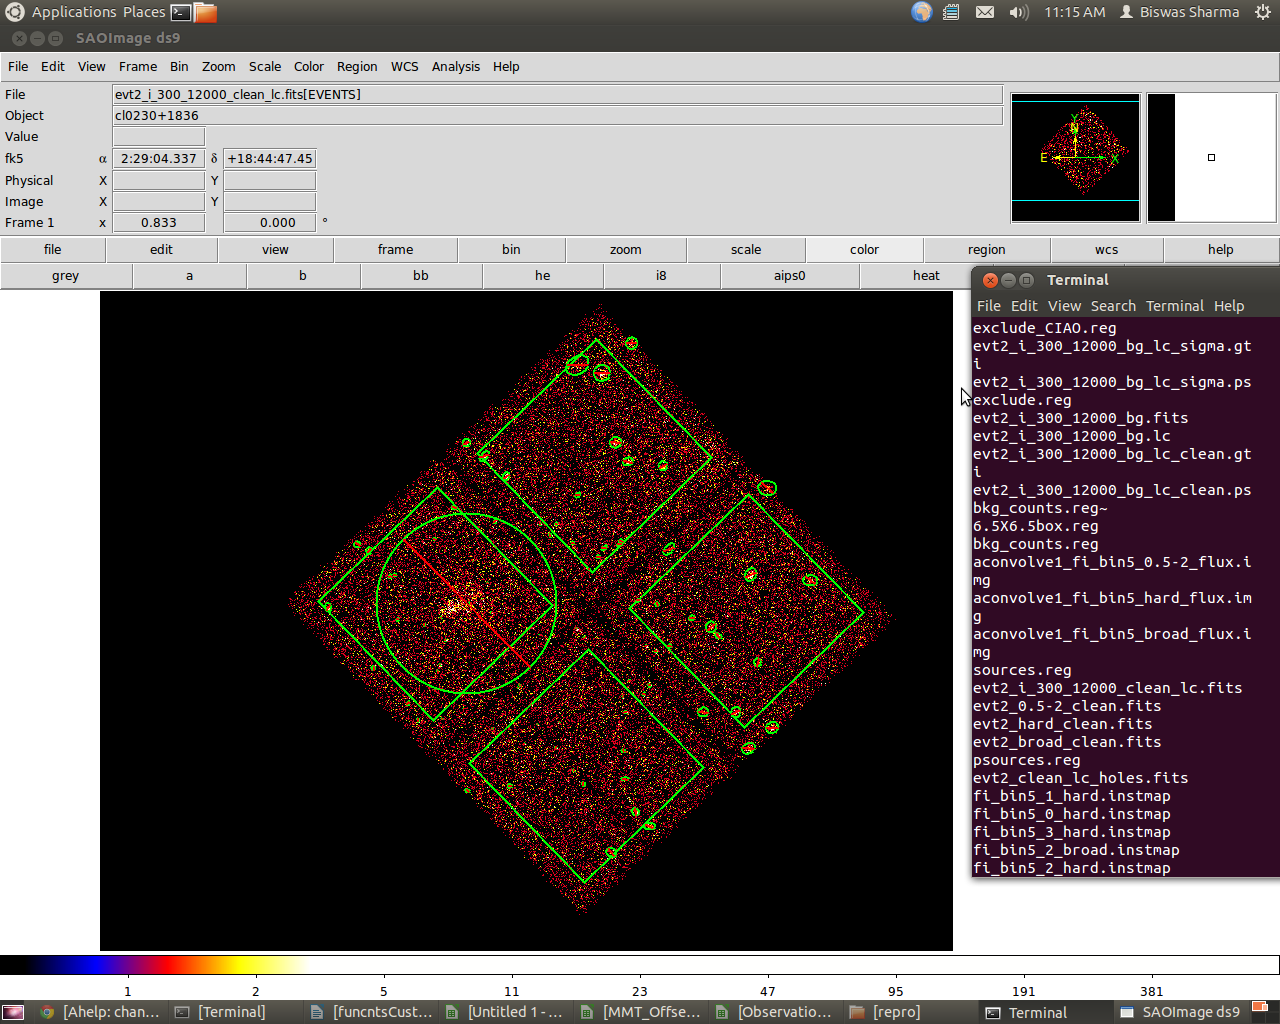 Applications Places 11:15 AM Biswas Sharma
SAOImage ds9
File Edit View Frame Bin Zoom Scale Color Region WCS Analysis Help
File evt2_i_300_12000_clean_lc.fits[EVENTS]
Object cl0230+1836
Value
fk5 α 2:29:04.337 δ +18:44:47.45
Physical X Y
Image X Y
Frame 1 x 0.833 0.000 °
Y
N
E X
file edit view frame bin zoom scale color region wcs help
grey a b bb he i8 aips0 heat
Terminal
File Edit View Search Terminal Help
exclude_CIAO.reg
evt2_i_300_12000_bg_lc_sigma.gt
i
evt2_i_300_12000_bg_lc_sigma.ps
exclude.reg
evt2_i_300_12000_bg.fits
evt2_i_300_12000_bg.lc
evt2_i_300_12000_bg_lc_clean.gt
i
evt2_i_300_12000_bg_lc_clean.ps
bkg_counts.reg~
6.5X6.5box.reg
bkg_counts.reg
aconvolve1_fi_bin5_0.5-2_flux.i
mg
aconvolve1_fi_bin5_hard_flux.im
g
aconvolve1_fi_bin5_broad_flux.i
mg
sources.reg
evt2_i_300_12000_clean_lc.fits
evt2_0.5-2_clean.fits
evt2_hard_clean.fits
evt2_broad_clean.fits
psources.reg
evt2_clean_lc_holes.fits
fi_bin5_1_hard.instmap
fi_bin5_0_hard.instmap
fi_bin5_3_hard.instmap
fi_bin5_2_broad.instmap
fi_bin5_2_hard.instmap
1 2 5 11 23 47 95 191 381
[Ahelp: chan... [Terminal] [funcntsCust... [Untitled 1 - ... [MMT_Offse... [Observatio... [repro] Terminal SAOImage ds9